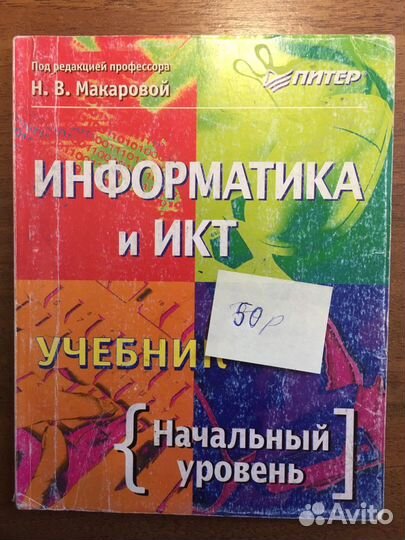 Под редакцией профессора
Н. В. Макаровой
ПИТЕР
ИНФОРМАТИКА
и ИКТ
50р
УЧЕБНИК
{ Начальный
уровень ]
Avito